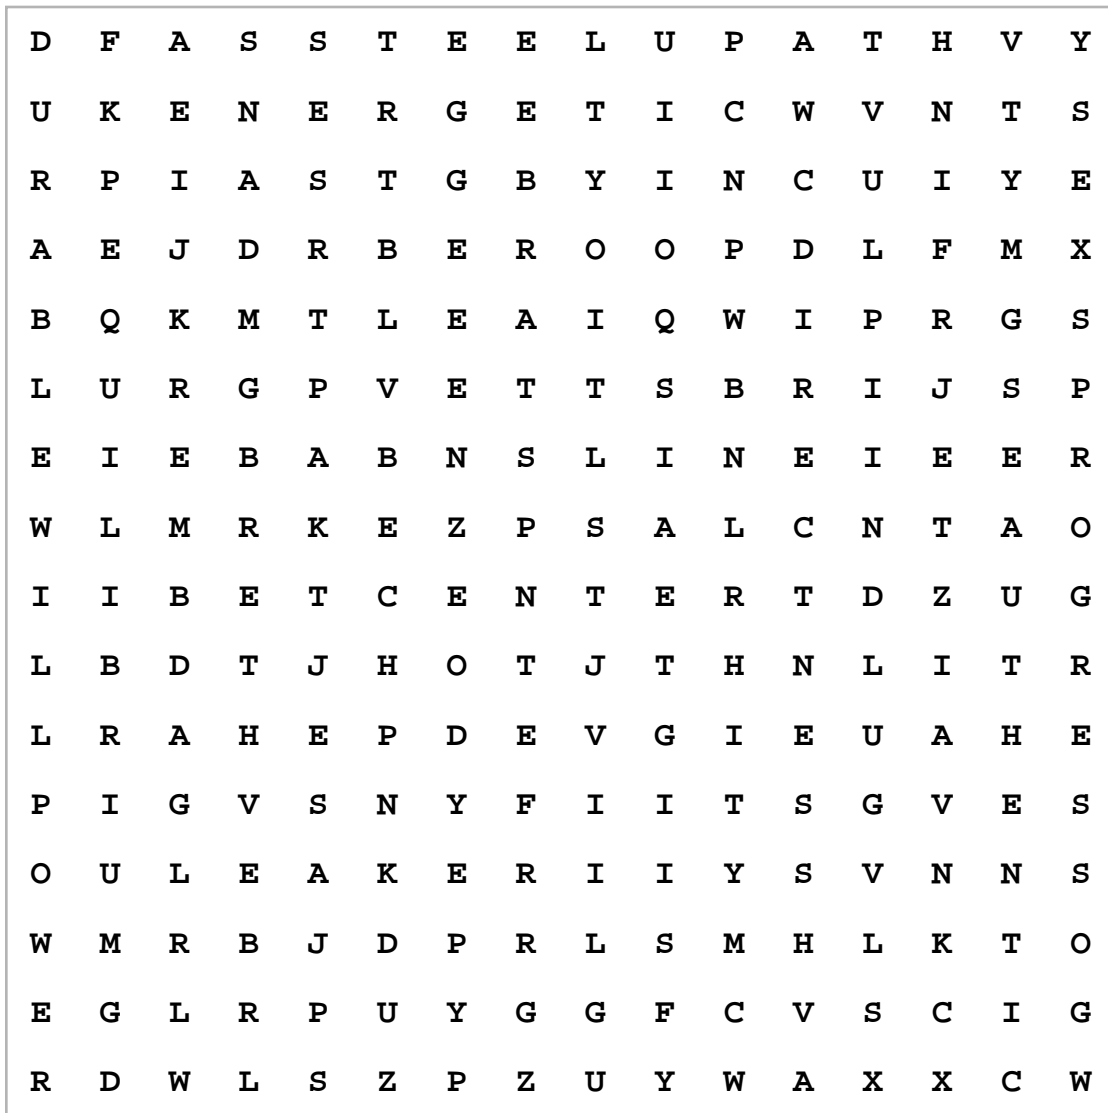 D F A S S T E E L U P A T H V Y
U K E N E R G E T I C W V N T S
R P I A S T G B Y I N C U I Y E
A E J D R B E R O O P D L F M X
B Q K M T L E A I Q W I P R G S
L U R G P V E T T S B R I J S P
E I E B A B N S L I N E I E E R
W L M R K E Z P S A L C N T A O
I I B E T C E N T E R T D Z U G
L B D T J H O T J T H N L I T R
L R A H E P D E V G I E U A H E
P I G V S N Y F I I T S G V E S
O U L E A K E R I I Y S V N N S
W M R B J D P R L S M H L K T O
E G L R P U Y G G F C V S C I G
R D W L S Z P Z U Y W A X X C W